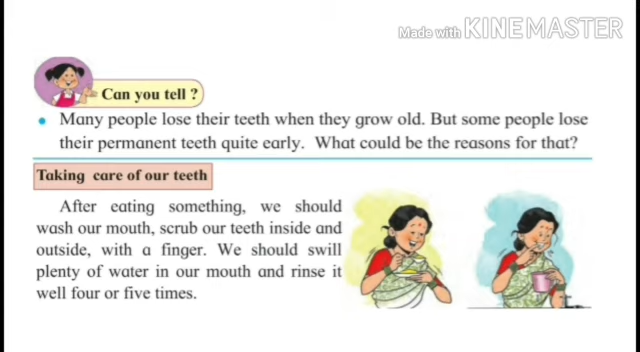 Made with KINEMASTER
Can you tell ?
• Many people lose their teeth when they grow old. But some people lose
their permanent teeth quite early. What could be the reasons for that?
Taking care of our teeth
After eating something, we should
wash our mouth, scrub our teeth inside and
outside, with a finger. We should swill
plenty of water in our mouth and rinse it
well four or five times.